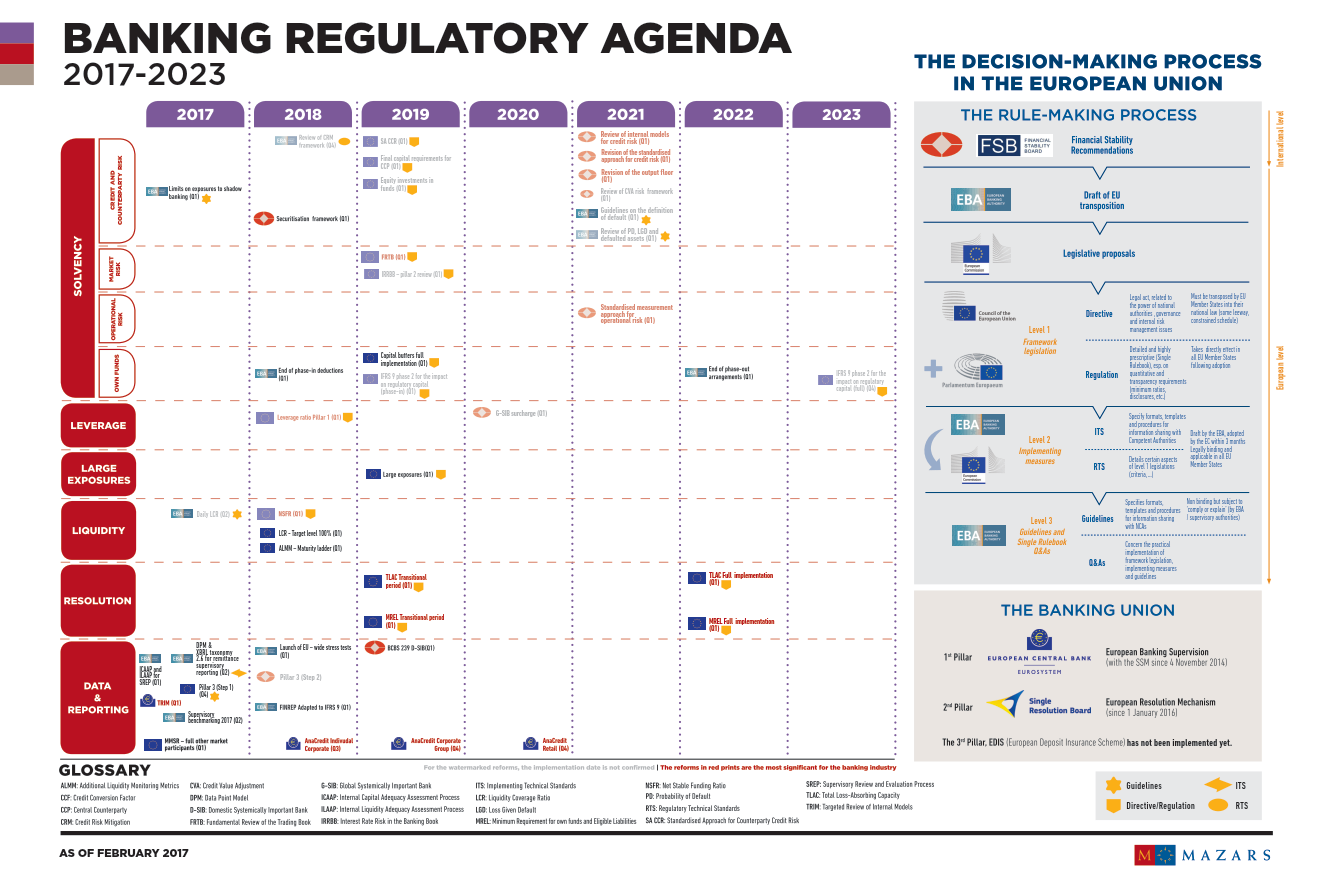 BANKING REGULATORY AGENDA
2017-2023
2017
2018
2019
2020
2021
2022
2023
SOLVENCY
CREDIT AND
COUNTERPARTY RISK
EBA
Limits on exposures to shadow
banking (Q1)
EBA
Review of CRM
framework (Q4)
Securitisation framework (Q1)
SA CCB (Q1)
Final capital requirements for
CCP (Q1)
Equity investments in
funds (Q1)
Review of internal models
for credit risk (Q1)
Revision of the standardised
approach for credit risk (Q1)
Revision of the output floor
(Q1)
Review of CVA risk framework
(Q1)
EBA
Guidelines on the definition
of default (Q1)
EBA
Review of PD, LGD and
defaulted assets (Q1)
MARKET
RISK
FRTB (Q1)
IRRBB – pillar 2 review (Q1)
OPERATIONAL
RISK
Standardised measurement
approach for
operational risk (Q1)
OWN FUNDS
EBA
End of phase-in deductions
(Q1)
Capital butters full
implementation (Q1)
IFRS 9 phase 2 for the impact
on regulatory capital
(phase-in) (Q1)
EBA
End of phase-out
arrangements (Q1)
IFRS 9 phase 2 for the
impact on regulatory
capital (full) (Q4)
LEVERAGE
Leverage ratio Pillar 1 (Q1)
G-SIB surcharge (Q1)
LARGE
EXPOSURES
Large exposures (Q1)
LIQUIDITY
EBA
Daily LCR (Q2)
NSFR (Q1)
LCR – Target level 100% (Q1)
ALMM – Maturity ladder (Q1)
RESOLUTION
TLAC Transitional
period (Q1)
MREL Transitional period
(Q1)
TLAC Full implementation
(Q1)
MREL Full implementation
(Q1)
DATA
&
REPORTING
EBA
ICAAP and
ILAAP for
SREP (Q1)
EBA
DPM &
XBRL taxonomy
2.6 for remittance
supervisory
reporting (Q2)
Pillar 3 (Step 1)
(Q4)
TRIM (Q1)
EBA
Supervisory
benchmarking 2017 (Q2)
MMSR – full other market
participants (Q1)
EBA
Launch of EU – wide stress tests
(Q1)
Pillar 3 (Step 2)
EBA
FINREP Adapted to IFRS 9 (Q1)
AnaCredit Indivudal
Corporate (Q3)
BCBS 239 D-SIB(Q1)
AnaCredit Corporate
Group (Q4)
AnaCredit
Retail (Q4)
For the watermarked reforms, the implementation date is not confirmed | The reforms in red prints are the most significant for the banking industry
GLOSSARY
ALMM: Additional Liquidity Monitoring Metrics
CCF: Credit Conversion Factor
CCP: Central Counterparty
CRM: Credit Risk Mitigation
CVA: Credit Value Adjustment
DPM: Data Point Model
D-SIB: Domestic Systemically Important Bank
FRTB: Fundamental Review of the Trading Book
G-SIB: Global Systemically Important Bank
ICAAP: Internal Capital Adequacy Assessment Process
ILAAP: Internal Liquidity Adequacy Assessment Process
IRRBB: Interest Rate Risk in the Banking Book
ITS: Implementing Technical Standards
LCR: Liquidity Coverage Ratio
LGD: Loss Given Default
MREL: Minimum Requirement for own funds and Eligible Liabilities
NSFR: Not Stable Funding Ratio
PD: Probability of Default
RTS: Regulatory Technical Standards
SA CCR: Standardised Approach for Counterparty Credit Risk
SREP: Supervisory Review and Evaluation Process
TLAC: Total Loss-Absorbing Capacity
TRIM: Targeted Review of Internal Models
AS OF FEBRUARY 2017
THE DECISION-MAKING PROCESS
IN THE EUROPEAN UNION
THE RULE-MAKING PROCESS
FSB FINANCIAL
STABILITY
BOARD
Financial Stability
Recommendations
International level
EBA EUROPEAN
BANKING
AUTHORITY
Draft of EU
transposition
European
Commission
Legislative proposals
Council of the
European Union
Parlamentum Europaeum
Level 1
Framework
legislation
Directive
Legal act, related to
the power of national
authorities , governance
and internal risk
management issues
Must be transposed by EU
Member States into their
national law (some leeway,
constrained schedule)
Regulation
Detailed and highly
prescriptive (Single
Rulebook), esp. on
quantitative and
transparency requirements
(minimum ratios,
disclosures, etc.)
Takes directly effect in
all EU Member States
following adoption
European level
EBA EUROPEAN
BANKING
AUTHORITY
European
Commission
Level 2
Implementing
measures
ITS
Specify formats, templates
and procedures for
information sharing with
Competent Authorities
RTS
Details certain aspects
of level 1 legislations
(criteria, ...)
Draft by the EBA, adopted
by the EC within 3 months
Legally binding and
applicable in all EU
Member States
EBA EUROPEAN
BANKING
AUTHORITY
Level 3
Guidelines and
Single Rulebook
Q&As
Guidelines
Specifies formats,
templates and procedures
for information sharing
with NCAs
Non binding but subject to
'comply or explain' (by EBA
/ supervisory authorities)
Q&As
Concern the practical
implementation of
framework legislation,
implementing measures
and guidelines
THE BANKING UNION
1st Pillar
EUROPEAN CENTRAL BANK
EUROSYSTEM
European Banking Supervision
(with the SSM since 4 November 2014)
2nd Pillar
Single
Resolution Board
European Resolution Mechanism
(since 1 January 2016)
The 3rd Pillar, EDIS (European Deposit Insurance Scheme) has not been implemented yet.
Guidelines
ITS
Directive/Regulation
RTS
M MAZARS